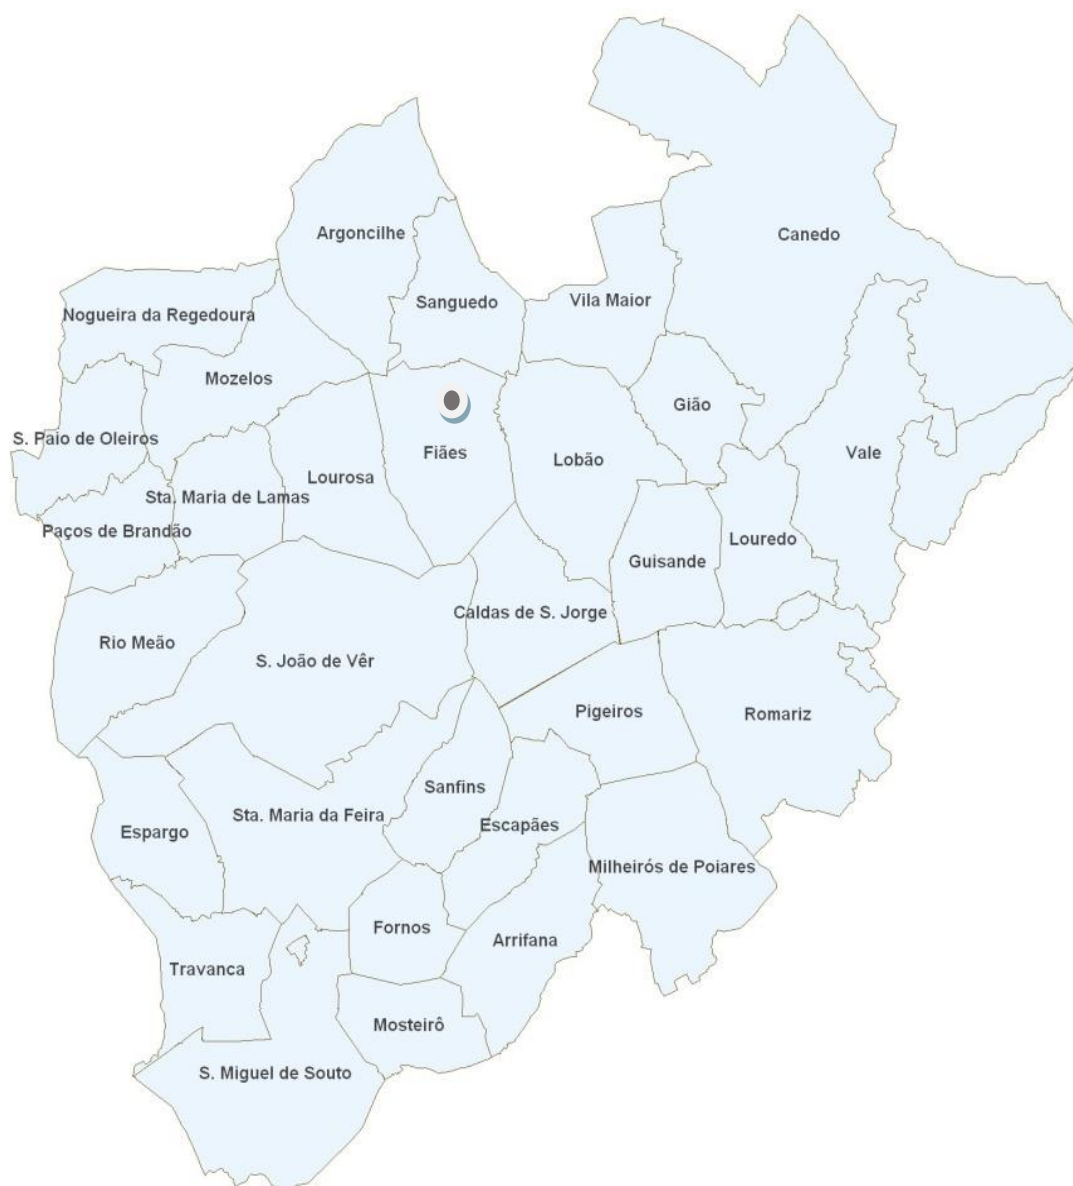 Argoncilhe
Canedo
Sanguedo
Vila Maior
Nogueira da Regedoura
Mozelos
Gião
S. Paio de Oleiros
Fiães
Vale
Lobão
Lourosa
Sta. Maria de Lamas
Paços de Brandão
Louredo
Guisande
Caldas de S. Jorge
Rio Meão
S. João de Vêr
Pigeiros
Romariz
Sanfins
Sta. Maria da Feira
Escapães
Espargo
Milheirós de Poiares
Fornos
Arrifana
Travanca
Mosteirô
S. Miguel de Souto